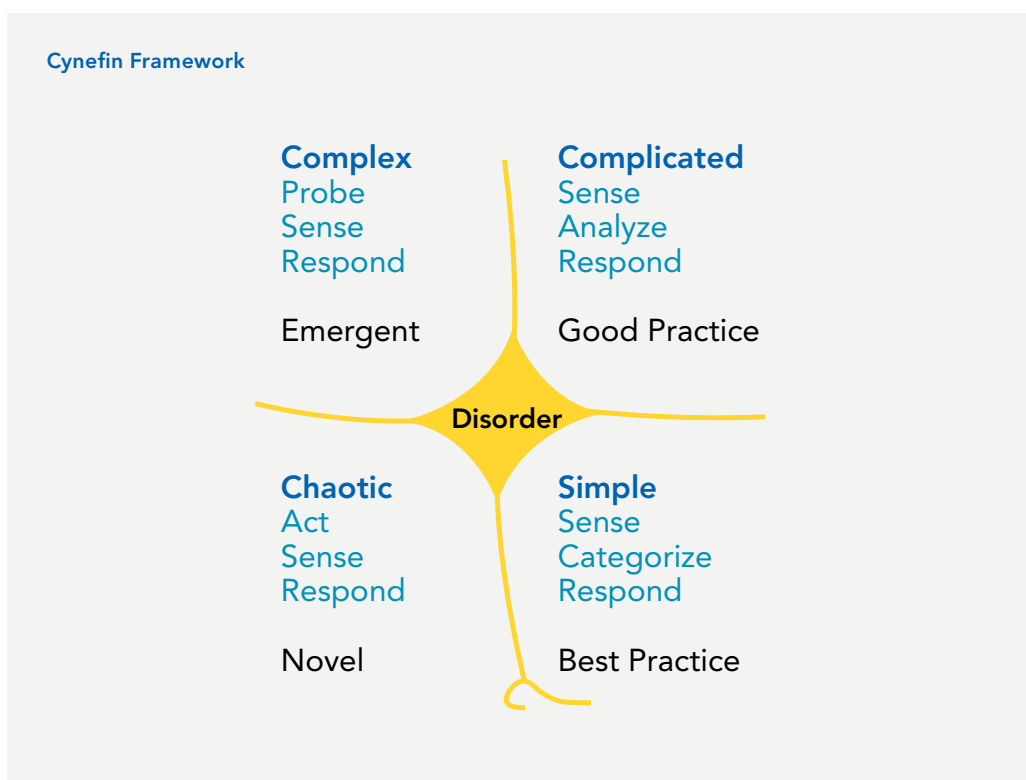 Cynefin Framework
Complex
Probe
Sense
Respond
Emergent
Complicated
Sense
Analyze
Respond
Good Practice
Disorder
Chaotic
Act
Sense
Respond
Novel
Simple
Sense
Categorize
Respond
Best Practice